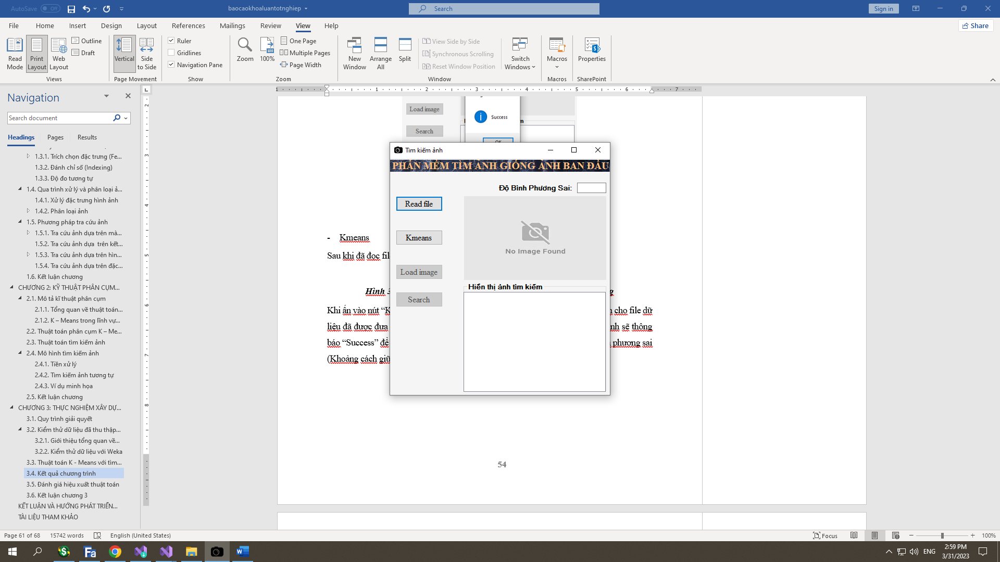 AutoSave Off
baocaokhoaluantotnghiep
Search
Sign in
File Home Insert Design Layout References Mailings Review View Help
Share
Read Mode
Print Layout
Web Layout
Outline
Draft
Views
Vertical
Side to Side
Page Movement
Ruler
Gridlines
Navigation Pane
Show
Zoom
100%
One Page
Multiple Pages
Page Width
Zoom
New Window
Arrange All
Split
View Side by Side
Synchronous Scrolling
Reset Window Position
Window
Switch Windows
Macros
Macros
Properties
SharePoint
Navigation
Search document
Headings Pages Results
1.3.1. Trích chọn đặc trưng (Fe...
1.3.2. Đánh chỉ số (Indexing)
1.3.3. Độ đo tương tự
1.4. Qua trình xử lý và phân loại ả...
1.4.1. Xử lý đặc trưng hình ảnh
1.4.2. Phân loại ảnh
1.5. Phương pháp tra cứu ảnh
1.5.1. Tra cứu ảnh dựa trên mà...
1.5.2. Tra cứu ảnh dựa trên kết...
1.5.3. Tra cứu ảnh dựa trên hìn...
1.5.4. Tra cứu ảnh dựa trên đặc...
1.6. Kết luận chương
CHƯƠNG 2: KỸ THUẬT PHÂN CỤM...
2.1. Mô tả kĩ thuật phân cụm
2.1.1. Tổng quan về thuật toán...
2.1.2. K – Means trong lĩnh vự...
2.2. Thuật toán phân cụm K – Me...
2.3. Thuật toán tìm kiếm ảnh
2.4. Mô hình tìm kiếm ảnh
2.4.1. Tiền xử lý
2.4.2. Tìm kiếm ảnh tương tự
2.4.3. Ví dụ minh họa
2.5. Kết luận chương
CHƯƠNG 3: THỰC NGHIỆM XÂY DỰ...
3.1. Quy trình giải quyết
3.2. Kiểm thử dữ liệu đã thu thập...
3.2.1. Giới thiệu tổng quan về...
3.2.2. Kiểm thử dữ liệu với Weka
3.3. Thuật toán K - Means với tìm...
3.4. Kết quả chương trình
3.5. Đánh giá hiệu xuất thuật toán
3.6. Kết luận chương 3
KẾT LUẬN VÀ HƯỚNG PHÁT TRIỂN...
TÀI LIỆU THAM KHẢO
1 1 2 3 4 5 6 7
2 3 4 5 6 7 8
Load image
Search
Success
- Kmeans
Sau khi đã đọc fil
Hình 3
Khi ấn vào nút “K
cho file dữ
liệu đã được đưa
sẽ thông
báo “Success” để
phương sai
(Khoảng cách giữ
54
Tìm kiếm ảnh
PHẦN MỀM TÌM ẢNH GIỐNG ẢNH BAN ĐẦU
Độ Bình Phương Sai:
Read file
Kmeans
Load image
Search
No Image Found
Hiển thị ảnh tìm kiếm
Page 61 of 68 15742 words English (United States)
Focus
100%
ENG
2:59 PM
3/31/2023